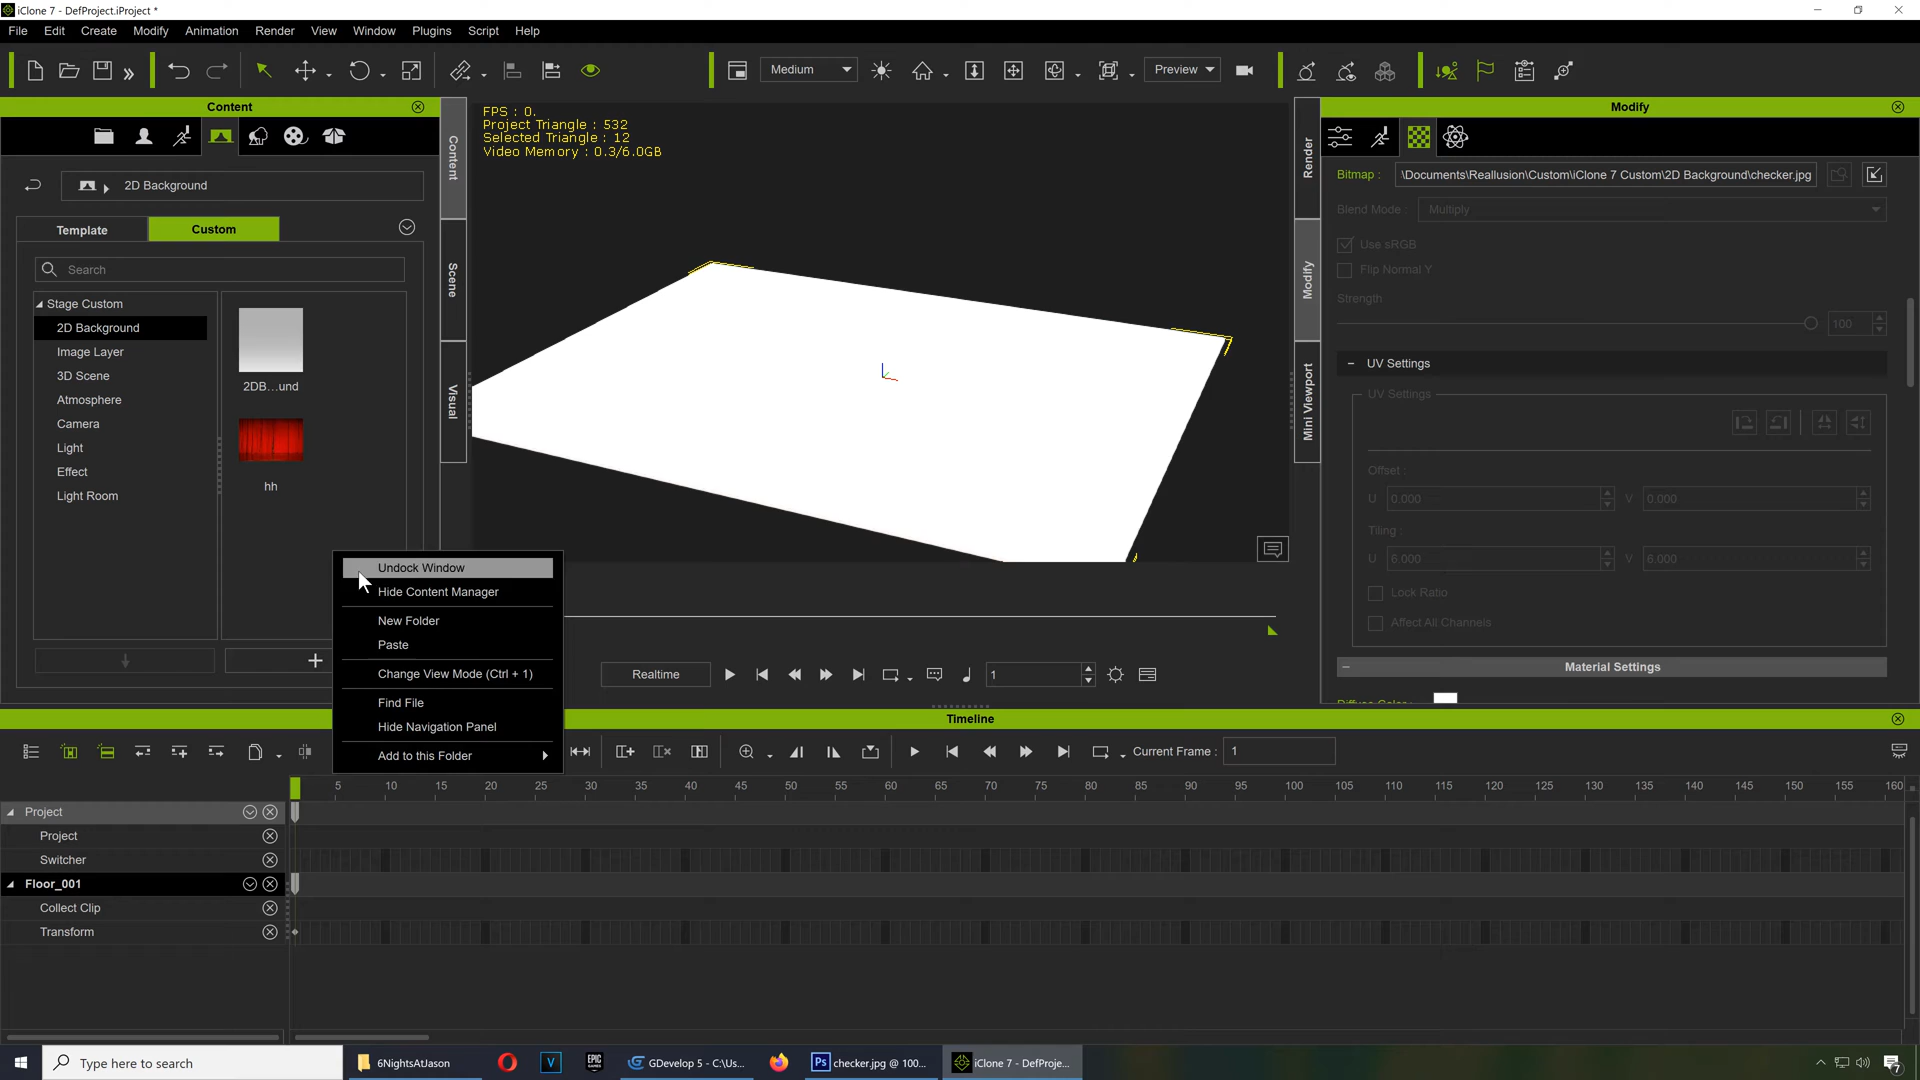 iClone 7 - DefProject.iProject *
File Edit Create Modify Animation Render View Window Plugins Script Help
Medium Preview
Content
2D Background
Template Custom
Search
Stage Custom
2D Background
Image Layer
3D Scene
Atmosphere
Camera
Light
Effect
Light Room
2DB...und
hh
Content
Scene
Visual
FPS : 0.
Project Triangle : 532
Selected Triangle : 12
Video Memory : 0.3/6.0GB
Render
Modify
Mini Viewport
Modify
Bitmap : \Documents\Reallusion\Custom\iClone 7 Custom\2D Background\checker.jpg
Blend Mode : Multiply
Use sRGB
Flip Normal Y
Strength
100
UV Settings
UV Settings
Offset :
U 0.000 V 0.000
Tiling :
U 6.000 V 6.000
Lock Ratio
Affect All Channels
Material Settings
Undock Window
Hide Content Manager
New Folder
Paste
Change View Mode (Ctrl + 1)
Find File
Hide Navigation Panel
Add to this Folder
Realtime 1
Timeline
Current Frame : 1
5 10 15 20 25 30 35 40 45 50 55 60 65 70 75 80 85 90 95 100 105 110 115 120 125 130 135 140 145 150 155 160
Project
Project
Switcher
Floor_001
Collect Clip
Transform
Type here to search
6NightsAtJason
V
EPIC GAMES
GDevelop 5 - C:\Us...
Ps checker.jpg @ 100...
iClone 7 - DefProje...
7